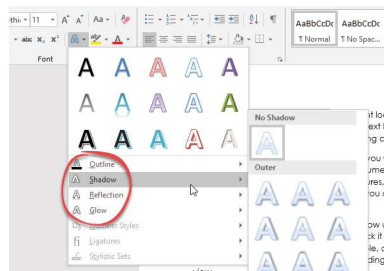 11
Aa
AaBbCcDc AaBbCcDc
¶ Normal ¶ No Spac...
abc X₂ X²
Font
A A A A A
A A A A A
A A A A A
Outline
Shadow
Reflection
Glow
Number Styles
Ligatures
Stylistic Sets
No Shadow
Outer